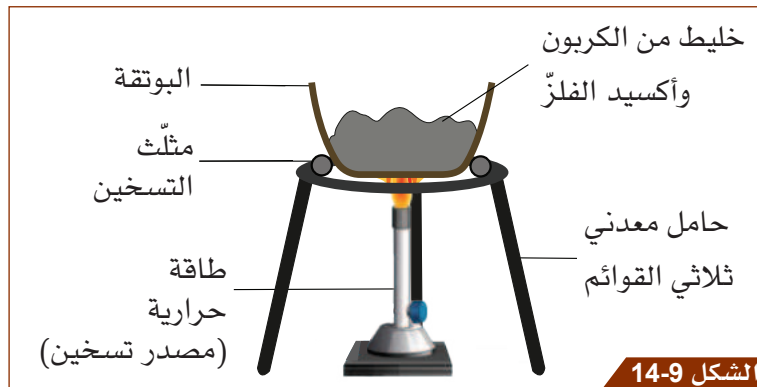 خليط من الكربون
وأكسيد الفلزّ
البوتقة
مثلّث
التسخين
حامل معدني
ثلاثي القوائم
طاقة
حرارية
(مصدر تسخين)
الشكل 9-14